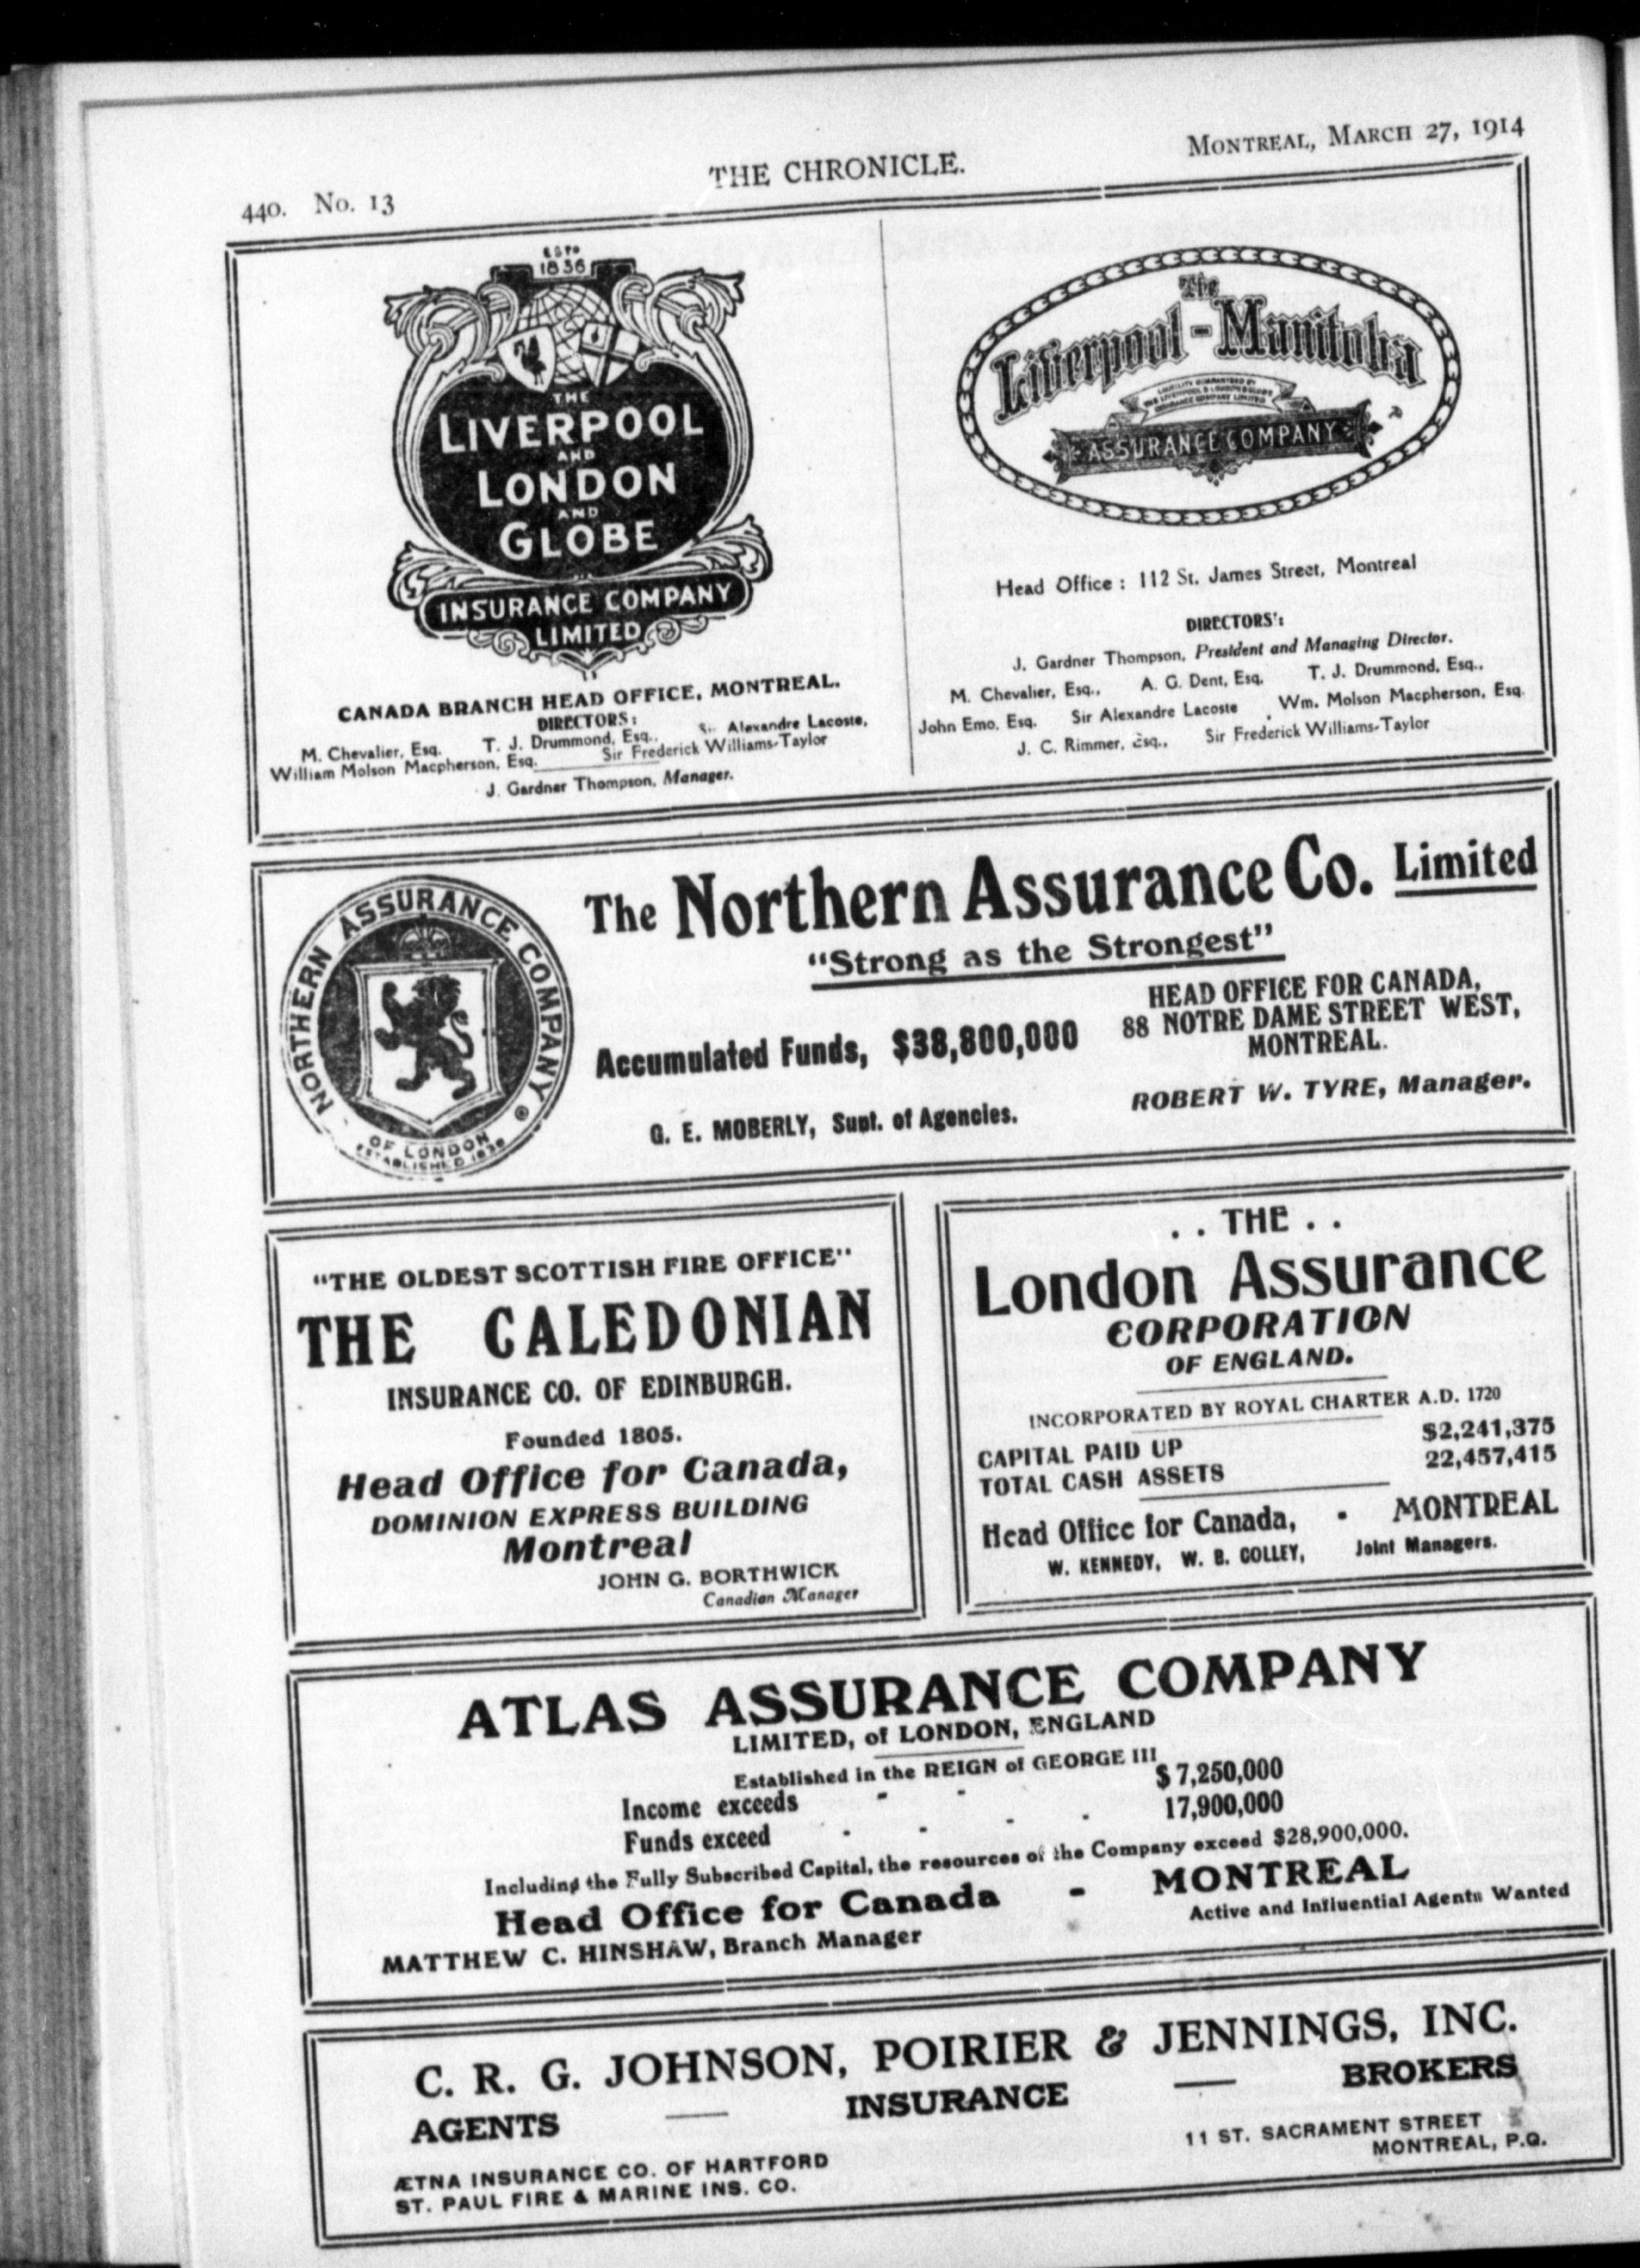 440. No. 13
THE CHRONICLE.
MONTREAL, MARCH 27, 1914
ESTD
1836
THE
LIVERPOOL
AND
LONDON
AND
GLOBE
INSURANCE COMPANY
LIMITED
CANADA BRANCH HEAD OFFICE, MONTREAL.
DIRECTORS:
M. Chevalier, Esq. T. J. Drummond, Esq., Sir Alexandre Lacoste,
William Molson Macpherson, Esq. Sir Frederick Williams-Taylor
J. Gardner Thompson, Manager.
The
Liverpool-Manitoba
LIABILITY GUARANTEED BY
THE LIVERPOOL & LONDON & GLOBE
INSURANCE COMPANY LIMITED
ASSURANCE COMPANY
Head Office: 112 St. James Street, Montreal
DIRECTORS':
J. Gardner Thompson, President and Managing Director.
M. Chevalier, Esq., A. G. Dent, Esq. T. J. Drummond, Esq.,
John Emo, Esq. Sir Alexandre Lacoste Wm. Molson Macpherson, Esq.
J. C. Rimmer, Esq., Sir Frederick Williams-Taylor
NORTHERN ASSURANCE COMPANY
OF LONDON
ESTABLISHED 1836
The Northern Assurance Co. Limited
"Strong as the Strongest"
HEAD OFFICE FOR CANADA,
88 NOTRE DAME STREET WEST,
MONTREAL.
Accumulated Funds, $38,800,000
G. E. MOBERLY, Supt. of Agencies.
ROBERT W. TYRE, Manager.
"THE OLDEST SCOTTISH FIRE OFFICE"
THE CALEDONIAN
INSURANCE CO. OF EDINBURGH.
Founded 1805.
Head Office for Canada,
DOMINION EXPRESS BUILDING
Montreal
JOHN G. BORTHWICK
Canadian Manager
. . THE . .
London Assurance
CORPORATION
OF ENGLAND.
INCORPORATED BY ROYAL CHARTER A.D. 1720
CAPITAL PAID UP $2,241,375
TOTAL CASH ASSETS 22,457,415
Head Office for Canada, - MONTREAL
W. KENNEDY, W. B. COLLEY, Joint Managers.
ATLAS ASSURANCE COMPANY
LIMITED, of LONDON, ENGLAND
Established in the REIGN of GEORGE III
Income exceeds - - $ 7,250,000
Funds exceed - - - - 17,900,000
Including the Fully Subscribed Capital, the resources of the Company exceed $28,900,000.
Head Office for Canada - MONTREAL
MATTHEW C. HINSHAW, Branch Manager
Active and Influential Agents Wanted
C. R. G. JOHNSON, POIRIER & JENNINGS, INC.
AGENTS — INSURANCE — BROKERS
ÆTNA INSURANCE CO. OF HARTFORD
ST. PAUL FIRE & MARINE INS. CO.
11 ST. SACRAMENT STREET
MONTREAL, P.Q.